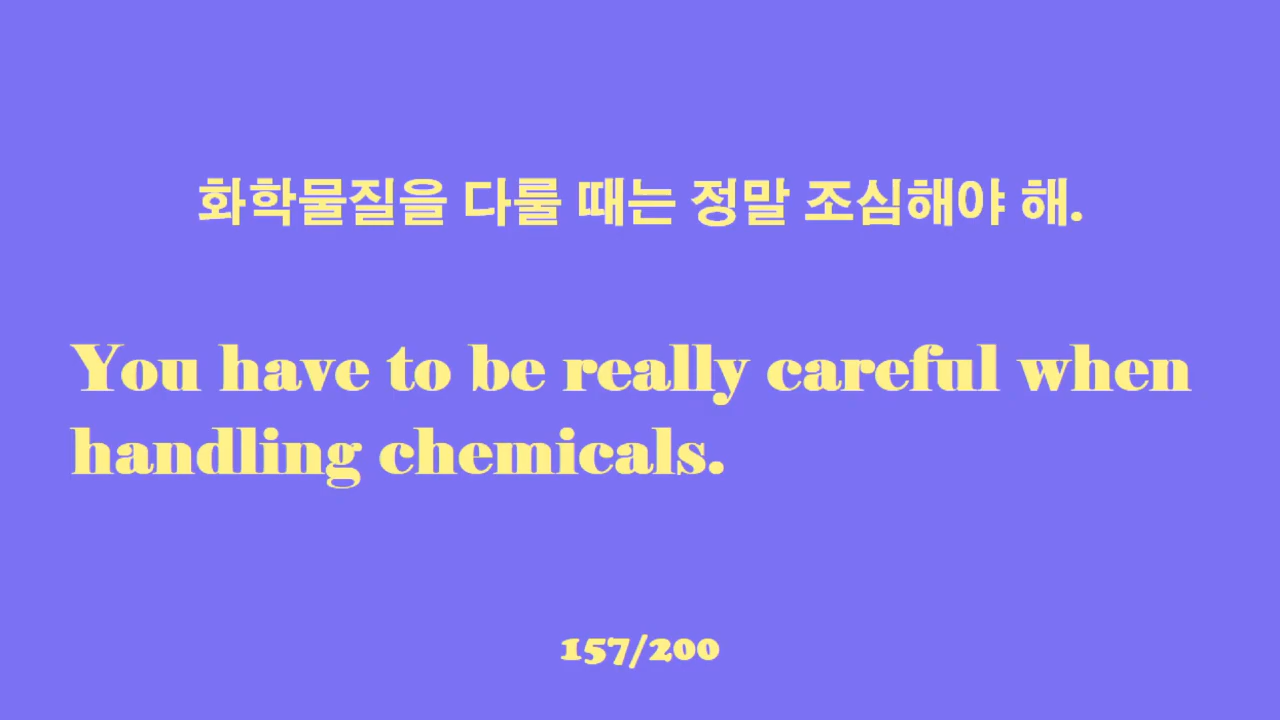 화학물질을 다룰 때는 정말 조심해야 해.
You have to be really careful when
handling chemicals.
157/200